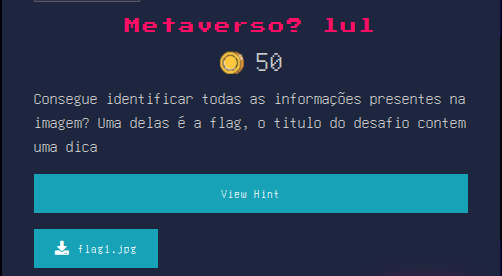 Metaverso? lul
50
Consegue identificar todas as informações presentes na
imagem? Uma delas é a flag, o titulo do desafio contem
uma dica
View Hint
flag1.jpg